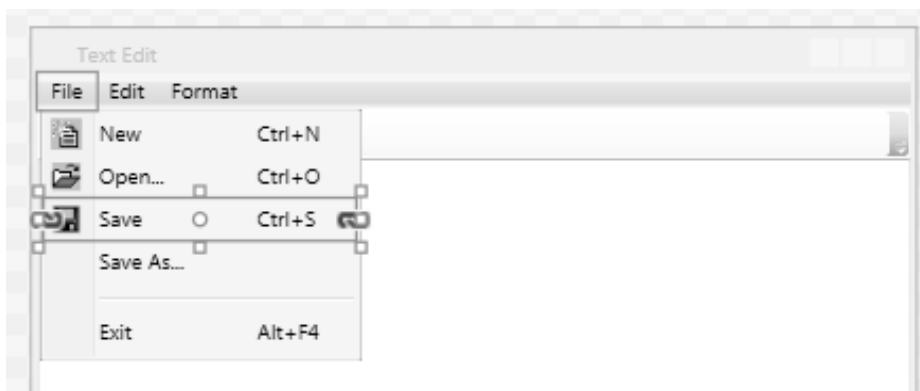 Text Edit
File Edit Format
New Ctrl+N
Open... Ctrl+O
Save Ctrl+S
Save As...
Exit Alt+F4